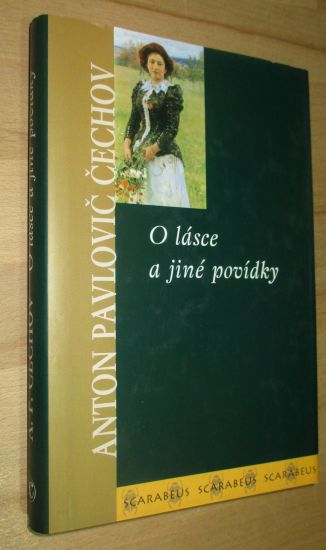 ANTON PAVLOVIČ ČECHOV
O lásce
a jiné povídky
SCARABEUS SCARABEUS SCARABEUS
A. P. ČECHOV O lásce a jiné povídky